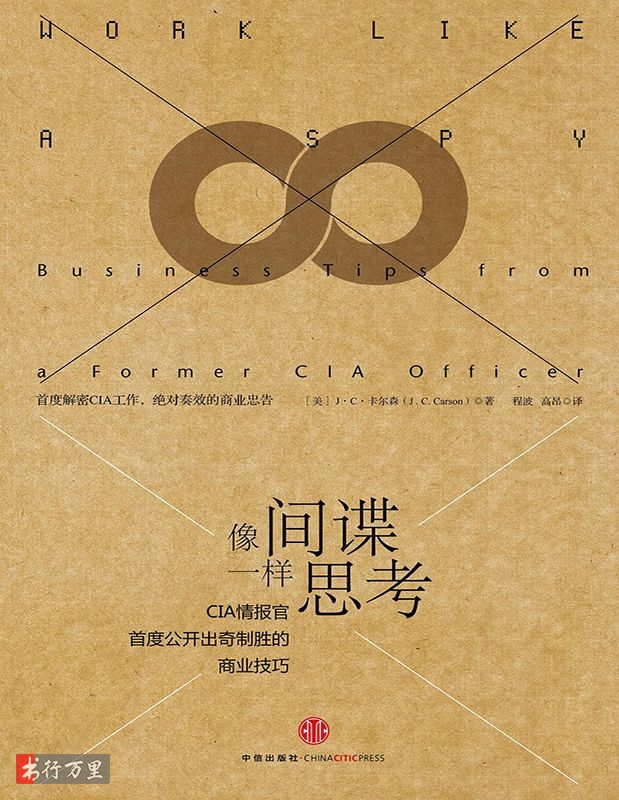 WORK LIKE
A SPY
Business Tips from
a Former CIA Officer
首度解密CIA工作，绝对奏效的商业忠告
［美］J·C·卡尔森（J.C.Carson）◎著 程波 高昂◎译
像间谍
一样思考
CIA情报官
首度公开出奇制胜的
商业技巧
中信出版社·CHINACITICPRESS
书行万里